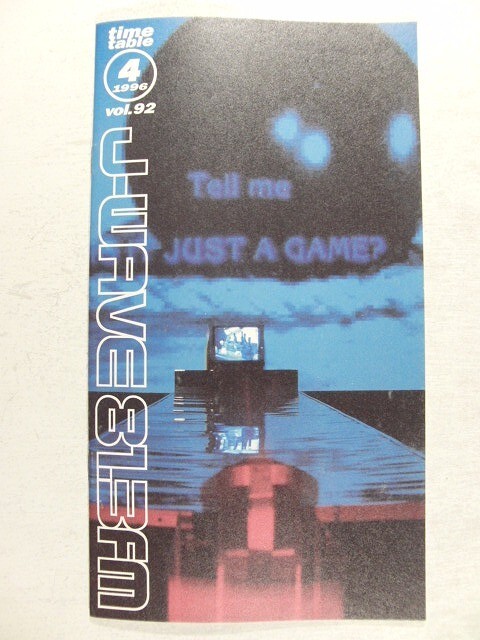 time
table
4
1996
vol.92
U-WAVE 81.3fm
Tell me
JUST A GAME?